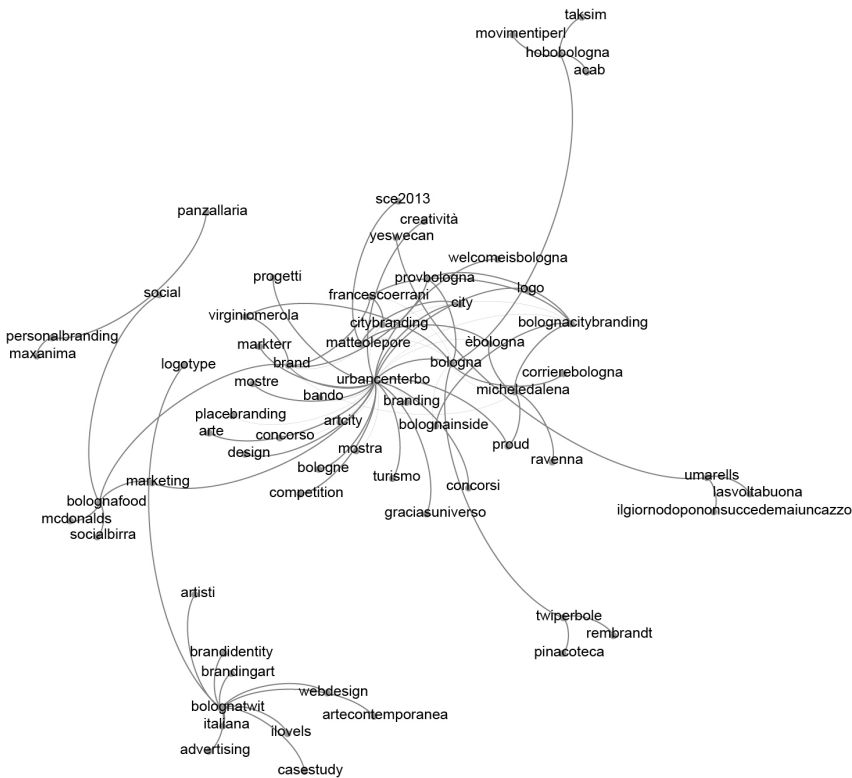 taksim
movimentiperl
hobobologna
acab
sce2013
panzallaria
creatività
yeswecan
welcomeisbologna
progetti
provbologna
logo
social
francescoerrani
city
virginiomerola
citybranding
bolognacitybranding
personalbranding
markterr
matteolepore
èbologna
maxanima
logotype
brand
bologna
corrierebologna
mostre
urbancenterbo
micheledalena
bando
branding
placebranding
artcity
bolognainside
arte
concorso
proud
design
mostra
ravenna
bologne
turismo
umarells
marketing
concorsi
lasvoltabuona
competition
bolognafood
graciasuniverso
ilgiornodopononsuccedemaiuncazzo
mcdonalds
socialbirra
artisti
twiperbole
rembrandt
brandidentity
pinacoteca
brandingart
webdesign
bolognatwit
artecontemporanea
italiana
ilovels
advertising
casestudy